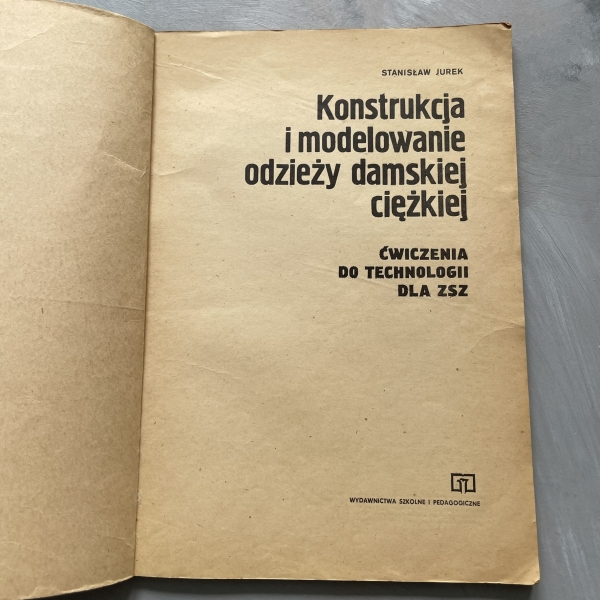 STANISŁAW JUREK
Konstrukcja
i modelowanie
odzieży damskiej
ciężkiej
ĆWICZENIA
DO TECHNOLOGII
DLA ZSZ
WYDAWNICTWA SZKOLNE I PEDAGOGICZNE